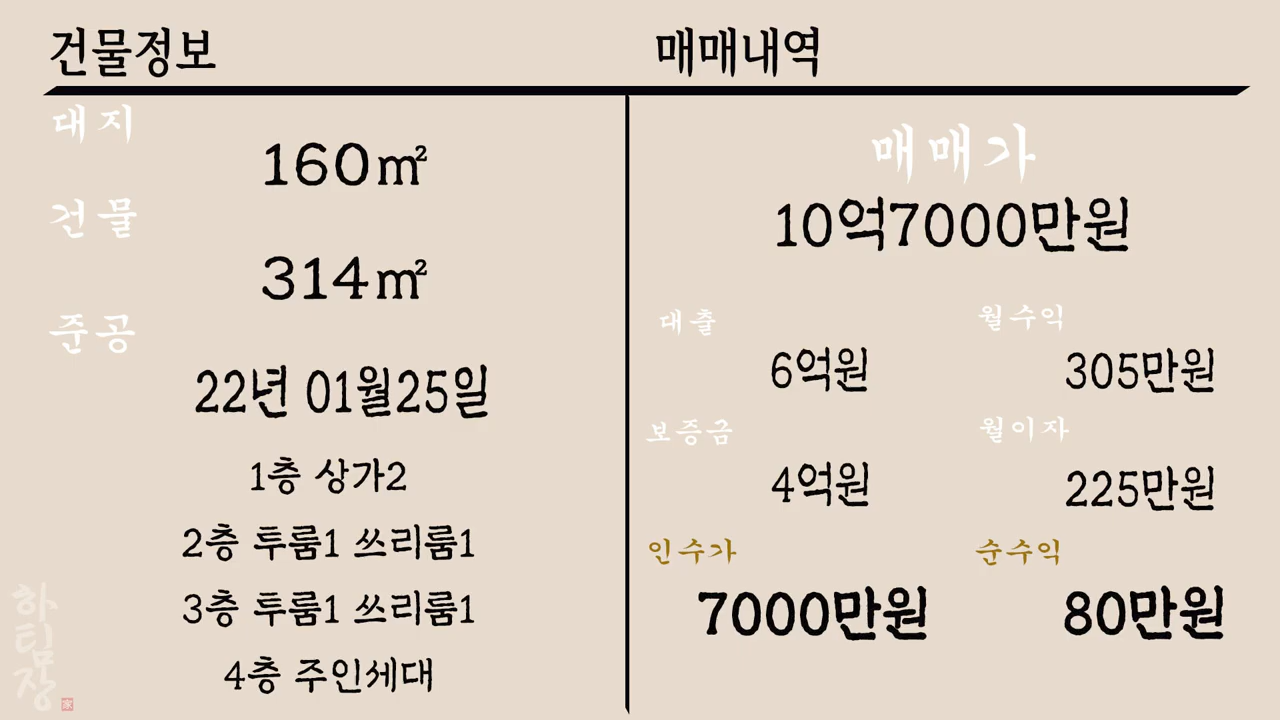 건물정보
대지
160㎡
건물
314㎡
준공
22년 01월25일
1층 상가2
2층 투룸1 쓰리룸1
3층 투룸1 쓰리룸1
4층 주인세대
하팀장
家
매매내역
매매가
10억7000만원
대출
6억원
월수익
305만원
보증금
4억원
월이자
225만원
인수가
7000만원
순수익
80만원